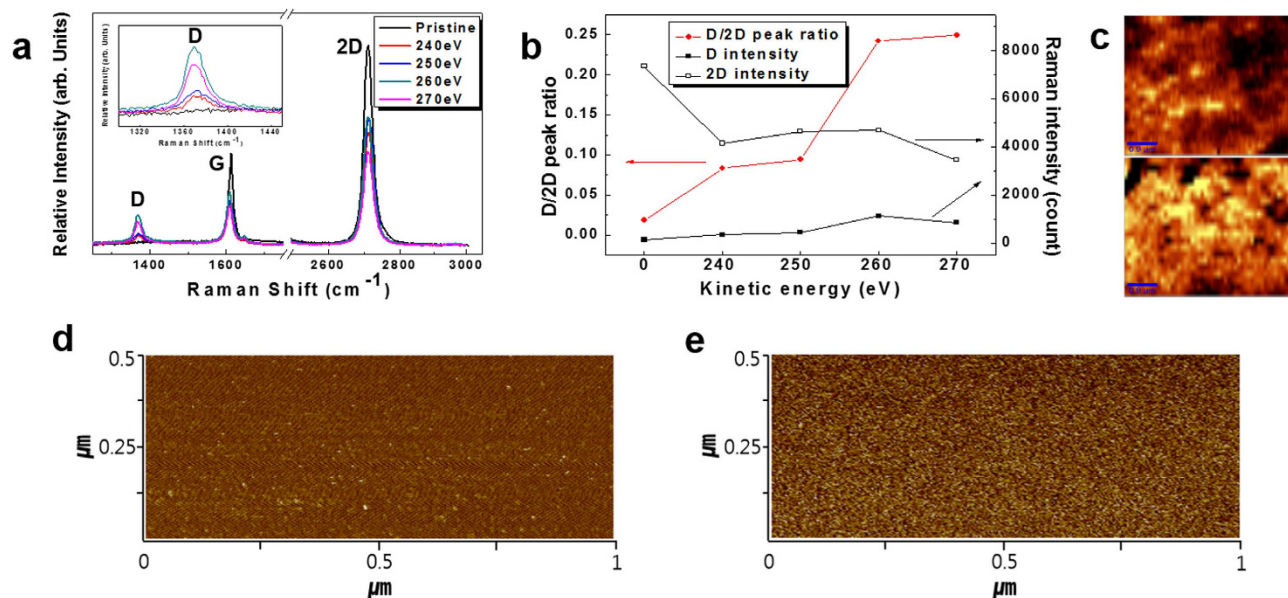 a
Relative Intensity (arb. Units)
Raman Shift (cm-1)
D
G
2D
Pristine
240eV
250eV
260eV
270eV
1400
1600
2600
2800
3000
D
Relative Intensity (arb. Units)
Raman Shift (cm-1)
1320
1360
1400
1440
b
D/2D peak ratio
D intensity
2D intensity
D/2D peak ratio
0.25
0.20
0.15
0.10
0.05
0.00
0
240
250
260
270
Kinetic energy (eV)
8000
6000
4000
2000
0
Raman intensity (count)
c
d
0.5
0.25
0
0.5
1
µm
µm
e
0.5
0.25
0
0.5
1
µm
µm